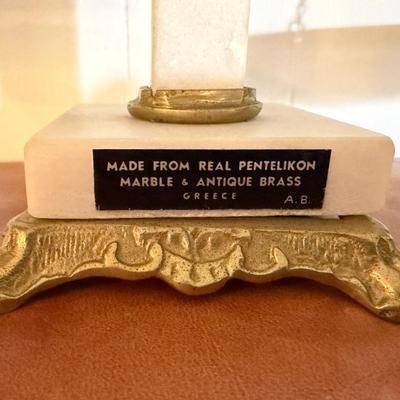 MADE FROM REAL PENTELIKON
MARBLE & ANTIQUE BRASS
GREECE A.B.